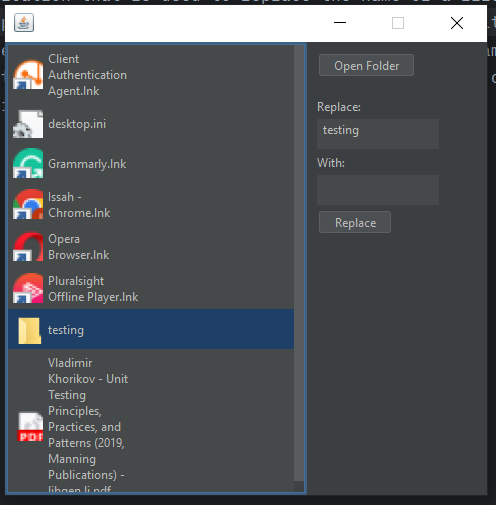 Client
Authentication
Agent.lnk
desktop.ini
Grammarly.lnk
Issah -
Chrome.lnk
Opera
Browser.lnk
Pluralsight
Offline Player.lnk
testing
Vladimir
Khorikov - Unit
Testing
Principles,
Practices, and
Patterns (2019,
Manning
Publications) -
libgen.li.pdf
PDF
Open Folder
Replace:
testing
With:
Replace